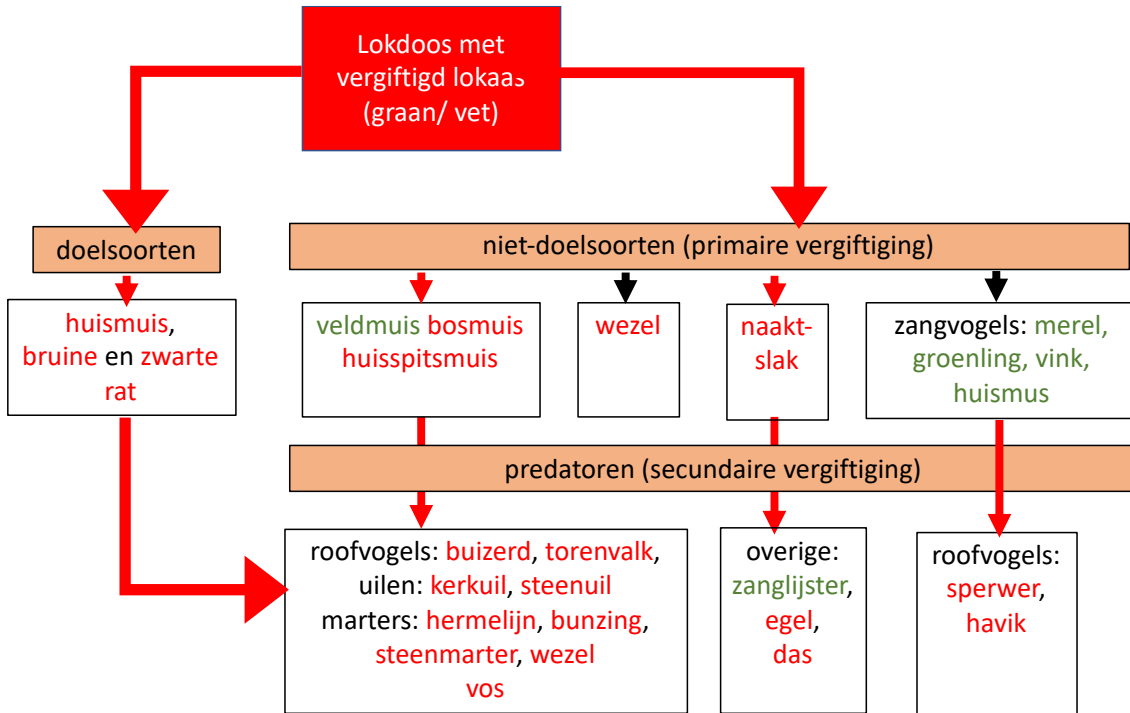 Lokdoos met
vergiftigd lokaas
(graan/ vet)
doelsoorten
niet-doelsoorten (primaire vergiftiging)
huismuis,
bruine en zwarte
rat
veldmuis bosmuis
huisspitsmuis
wezel
naakt-
slak
zangvogels: merel,
groenling, vink,
huismus
predatoren (secundaire vergiftiging)
roofvogels: buizerd, torenvalk,
uilen: kerkuil, steenuil
marters: hermelijn, bunzing,
steenmarter, wezel
vos
overige:
zanglijster,
egel,
das
roofvogels:
sperwer,
havik